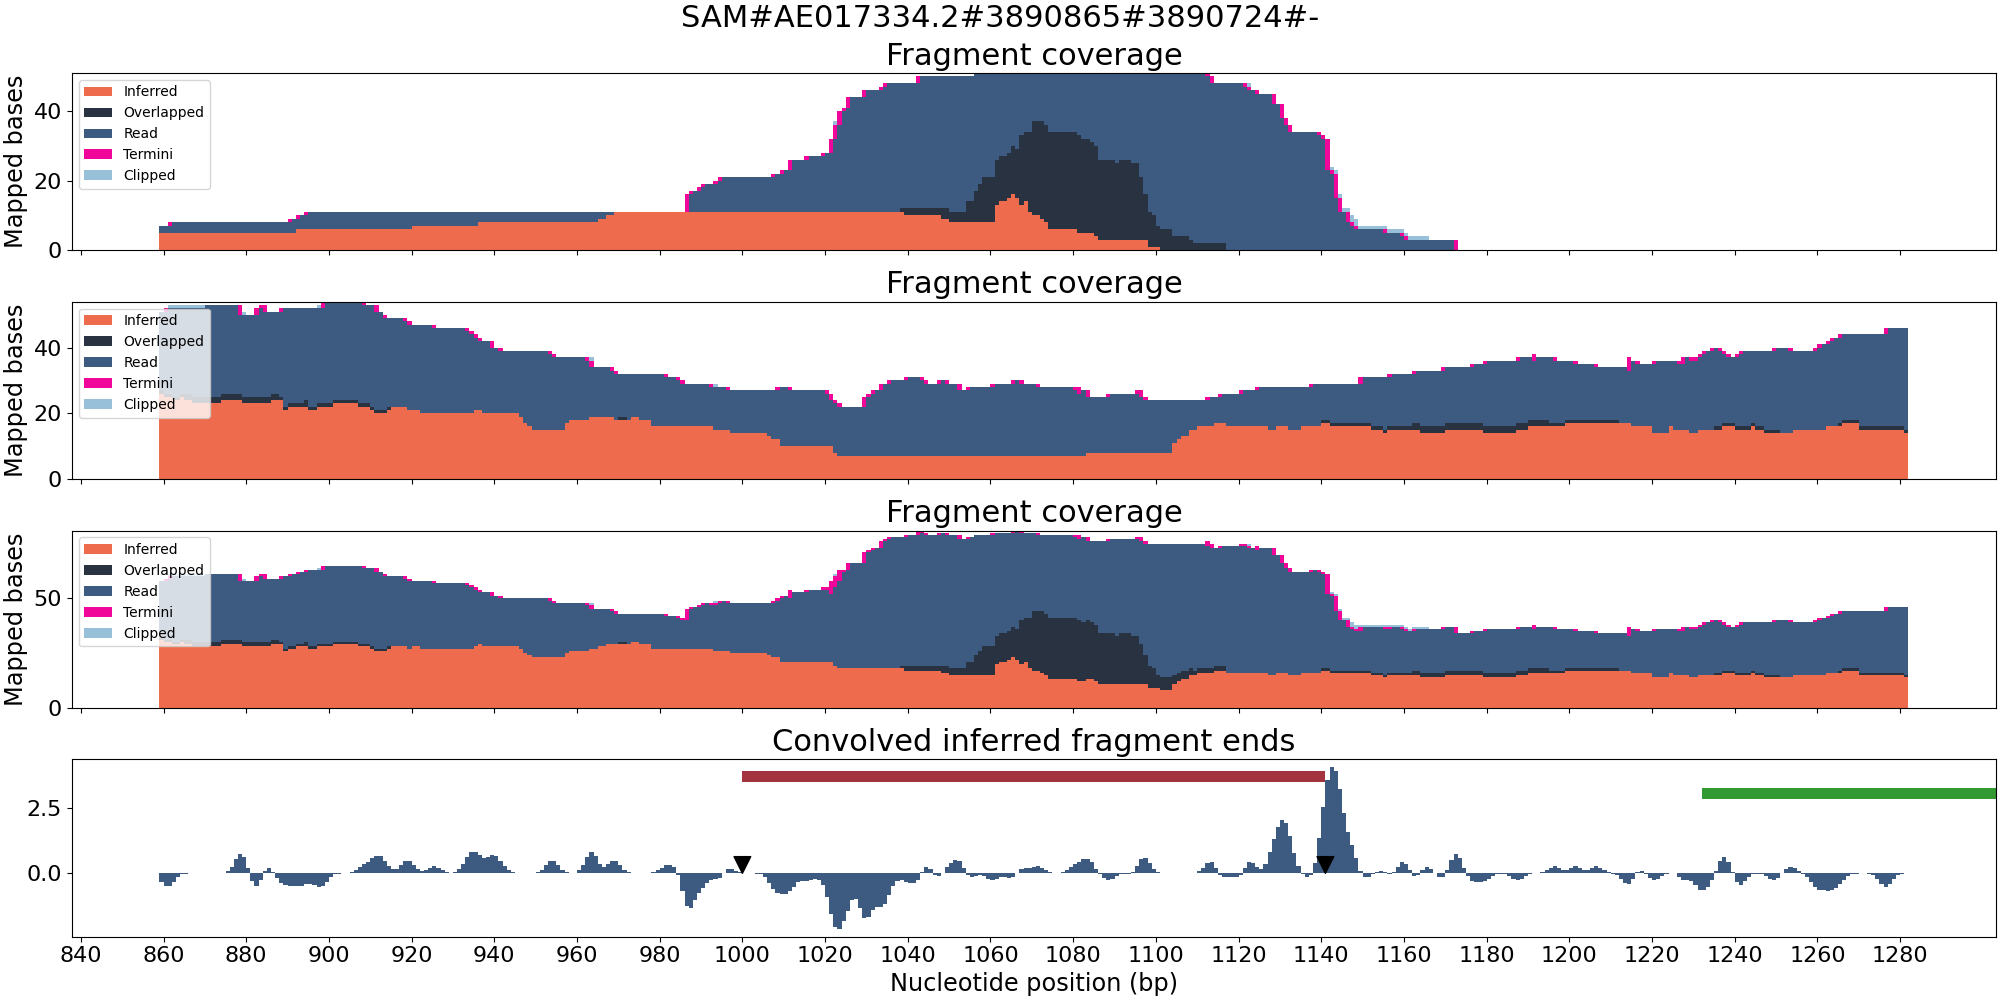 SAM#AE017334.2#3890865#3890724#-
Fragment coverage
Mapped bases
40
20
0
Inferred
Overlapped
Read
Termini
Clipped
Fragment coverage
Mapped bases
40
20
0
Inferred
Overlapped
Read
Termini
Clipped
Fragment coverage
Mapped bases
50
0
Inferred
Overlapped
Read
Termini
Clipped
Convolved inferred fragment ends
2.5
0.0
840 860 880 900 920 940 960 980 1000 1020 1040 1060 1080 1100 1120 1140 1160 1180 1200 1220 1240 1260 1280
Nucleotide position (bp)